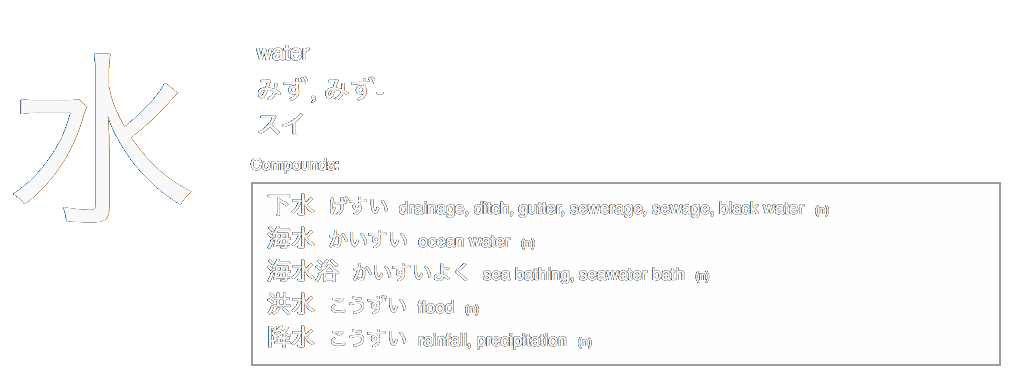 水
water
みず, みず-
スイ
Compounds:
下水 げすい drainage, ditch, gutter, sewerage, sewage, black water (n)
海水 かいすい ocean water (n)
海水浴 かいすいよく sea bathing, seawater bath (n)
洪水 こうずい flood (n)
降水 こうすい rainfall, precipitation (n)